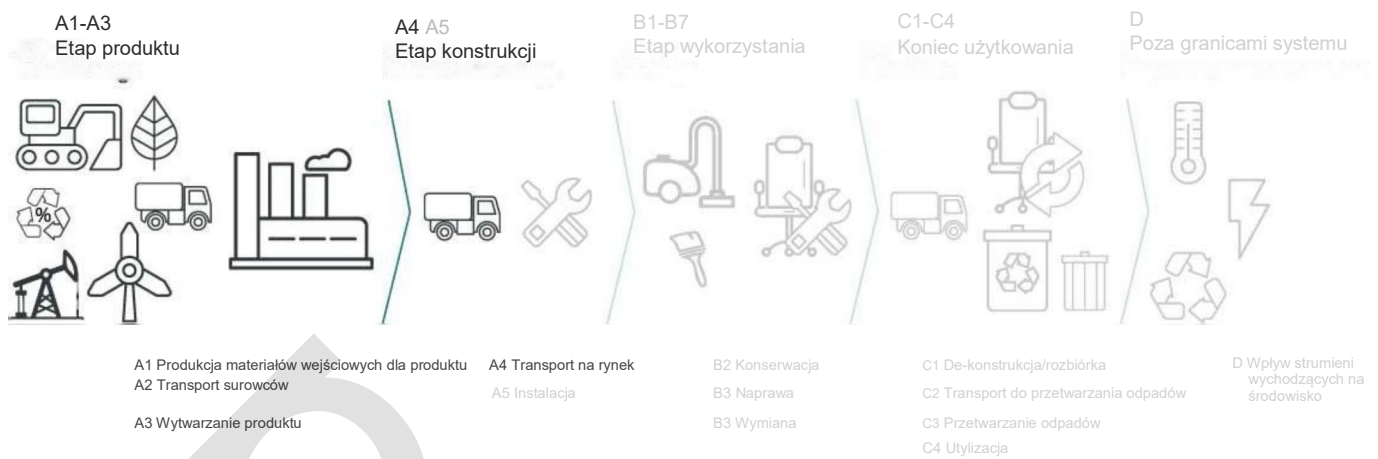 A1-A3
Etap produktu
A4 A5
Etap konstrukcji
B1-B7
Etap wykorzystania
C1-C4
Koniec użytkowania
D
Poza granicami systemu
%
A1 Produkcja materiałów wejściowych dla produktu
A2 Transport surowców
A3 Wytwarzanie produktu
A4 Transport na rynek
A5 Instalacja
B2 Konserwacja
B3 Naprawa
B3 Wymiana
C1 De-konstrukcja/rozbiórka
C2 Transport do przetwarzania odpadów
C3 Przetwarzanie odpadów
C4 Utylizacja
D Wpływ strumieni
wychodzących na
środowisko